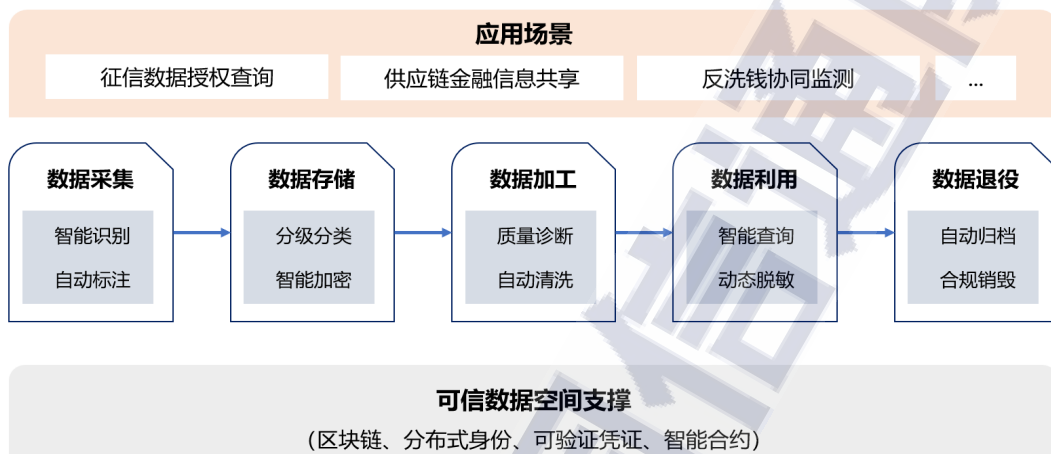 应用场景
征信数据授权查询 供应链金融信息共享 反洗钱协同监测 ...
数据采集 数据存储 数据加工 数据利用 数据退役
智能识别 分级分类 质量诊断 智能查询 自动归档
自动标注 智能加密 自动清洗 动态脱敏 合规销毁
可信数据空间支撑
（区块链、分布式身份、可验证凭证、智能合约）
信通